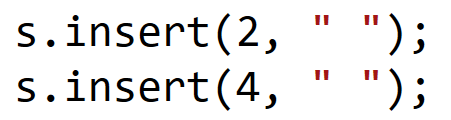 s.insert(2, " ");
s.insert(4, " ");